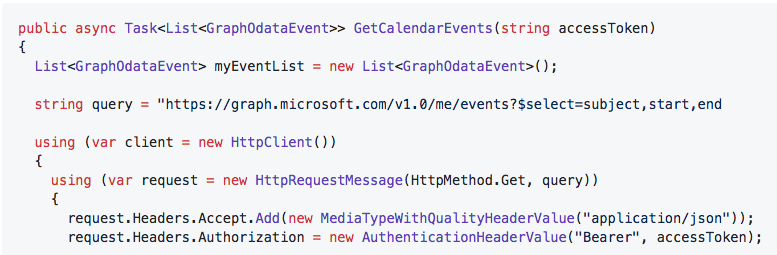 public async Task<List<GraphOdataEvent>> GetCalendarEvents(string accessToken)
{
List<GraphOdataEvent> myEventList = new List<GraphOdataEvent>();
string query = "https://graph.microsoft.com/v1.0/me/events?$select=subject,start,end
using (var client = new HttpClient())
{
using (var request = new HttpRequestMessage(HttpMethod.Get, query))
{
request.Headers.Accept.Add(new MediaTypeWithQualityHeaderValue("application/json"));
request.Headers.Authorization = new AuthenticationHeaderValue("Bearer", accessToken);